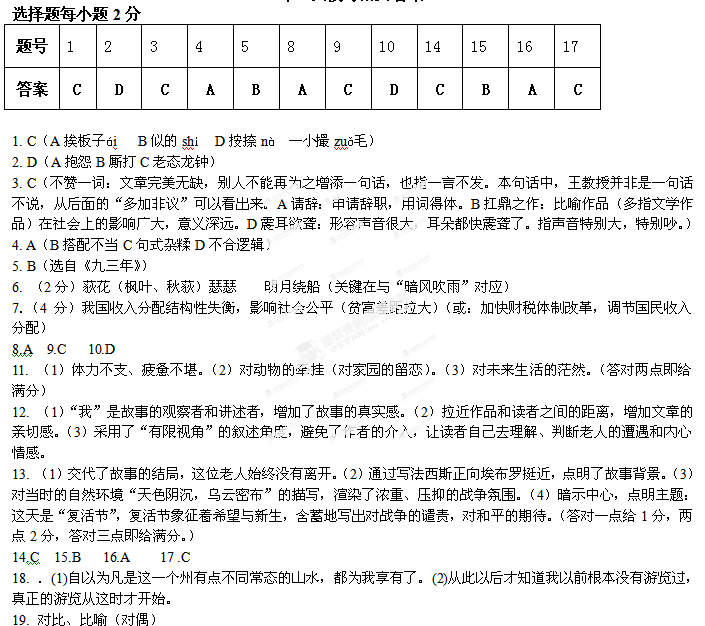 选择题每小题2分
题号 1 2 3 4 5 8 9 10 14 15 16 17
答案 C D C A B A C D C B A C
1. C（A 挨板子ái B 似的 shi D 按捺 nà 一小撮 zuǒ毛）
2. D（A 抱怨 B 厮打 C 老态龙钟）
3. C（不赞一词：文章完美无缺，别人不能再为之增添一句话，也指一言不发。本句话中，王教授并非是一句话
不说，从后面的“多加非议”可以看出来。A 请辞：申请辞职，用词得体。B 扛鼎之作：比喻作品（多指文学作
品）在社会上的影响广大，意义深远。D 震耳欲聋：形容声音很大，耳朵都快震聋了。指声音特别大，特别吵。）
4. A（B 搭配不当 C 句式杂糅 D 不合逻辑）
5. B（选自《九三年》）
6. （2 分）荻花（枫叶、秋荻）瑟瑟 明月绕船（关键在与“暗风吹雨”对应）
7.（4 分）我国收入分配结构性失衡，影响社会公平（贫富差距拉大）（或：加快财税体制改革，调节国民收入
分配）
8.A 9.C 10.D
11. （1）体力不支、疲惫不堪。（2）对动物的牵挂（对家园的留恋）。（3）对未来生活的茫然。（答对两点即给
满分）
12. （1）“我”是故事的观察者和讲述者，增加了故事的真实感。（2）拉近作品和读者之间的距离，增加文章的
亲切感。（3）采用了“有限视角”的叙述角度，避免了作者的介入，让读者自己去理解、判断老人的遭遇和内心
情感。
13. （1）交代了故事的结局，这位老人始终没有离开。（2）通过写法西斯正向埃布罗挺近，点明了故事背景。（3）
对当时的自然环境“天色阴沉，乌云密布”的描写，渲染了浓重、压抑的战争氛围。（4）暗示中心，点明主题：
这天是“复活节”，复活节象征着希望与新生，含蓄地写出对战争的谴责，对和平的期待。（答对一点给 1 分，两
点 2 分，答对三点即给满分。）
14.C 15.B 16.A 17 .C
18. ．(1)自以为凡是这一个州有点不同常态的山水，都为我享有了。(2)从此以后才知道我以前根本没有游览过，
真正的游览从这时才开始。
19. 对比、比喻（对偶）